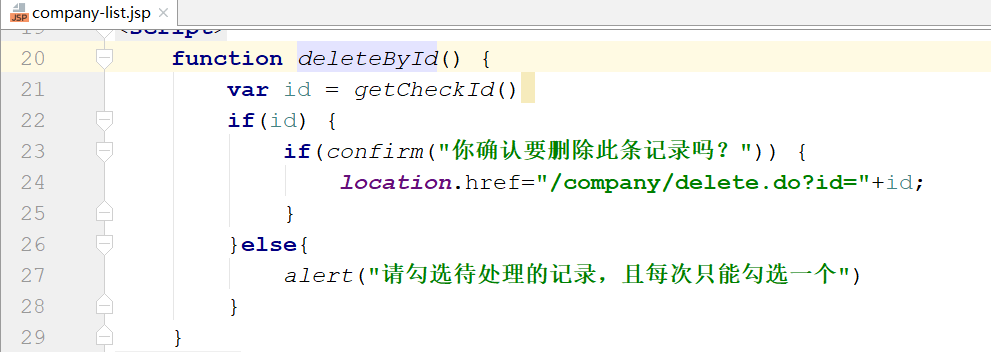 JSP company-list.jsp
19 <script>
20 function deleteById() {
21 var id = getCheckId()
22 if(id) {
23 if(confirm("你确认要删除此条记录吗？")) {
24 location.href="/company/delete.do?id="+id;
25 }
26 }else{
27 alert("请勾选待处理的记录，且每次只能勾选一个")
28 }
29 }